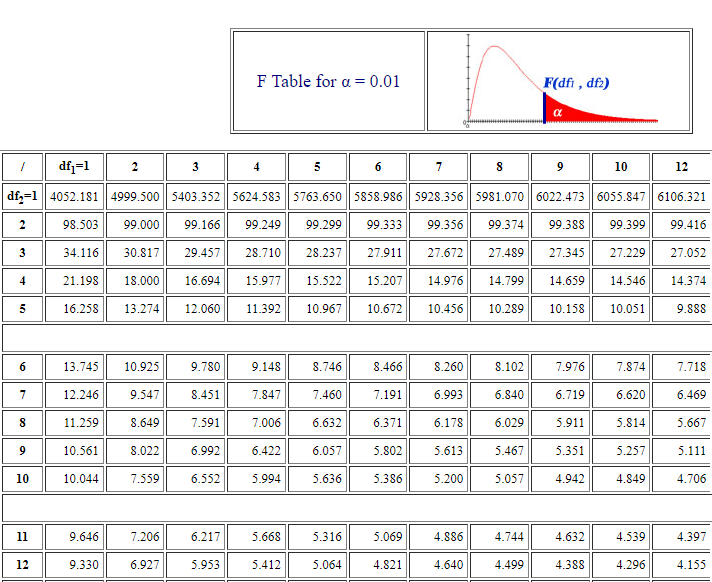 F Table for α = 0.01
F(df1 , df2)
α
/ df1=1 2 3 4 5 6 7 8 9 10 12
df2=1 4052.181 4999.500 5403.352 5624.583 5763.650 5858.986 5928.356 5981.070 6022.473 6055.847 6106.321
2 98.503 99.000 99.166 99.249 99.299 99.333 99.356 99.374 99.388 99.399 99.416
3 34.116 30.817 29.457 28.710 28.237 27.911 27.672 27.489 27.345 27.229 27.052
4 21.198 18.000 16.694 15.977 15.522 15.207 14.976 14.799 14.659 14.546 14.374
5 16.258 13.274 12.060 11.392 10.967 10.672 10.456 10.289 10.158 10.051 9.888
6 13.745 10.925 9.780 9.148 8.746 8.466 8.260 8.102 7.976 7.874 7.718
7 12.246 9.547 8.451 7.847 7.460 7.191 6.993 6.840 6.719 6.620 6.469
8 11.259 8.649 7.591 7.006 6.632 6.371 6.178 6.029 5.911 5.814 5.667
9 10.561 8.022 6.992 6.422 6.057 5.802 5.613 5.467 5.351 5.257 5.111
10 10.044 7.559 6.552 5.994 5.636 5.386 5.200 5.057 4.942 4.849 4.706
11 9.646 7.206 6.217 5.668 5.316 5.069 4.886 4.744 4.632 4.539 4.397
12 9.330 6.927 5.953 5.412 5.064 4.821 4.640 4.499 4.388 4.296 4.155